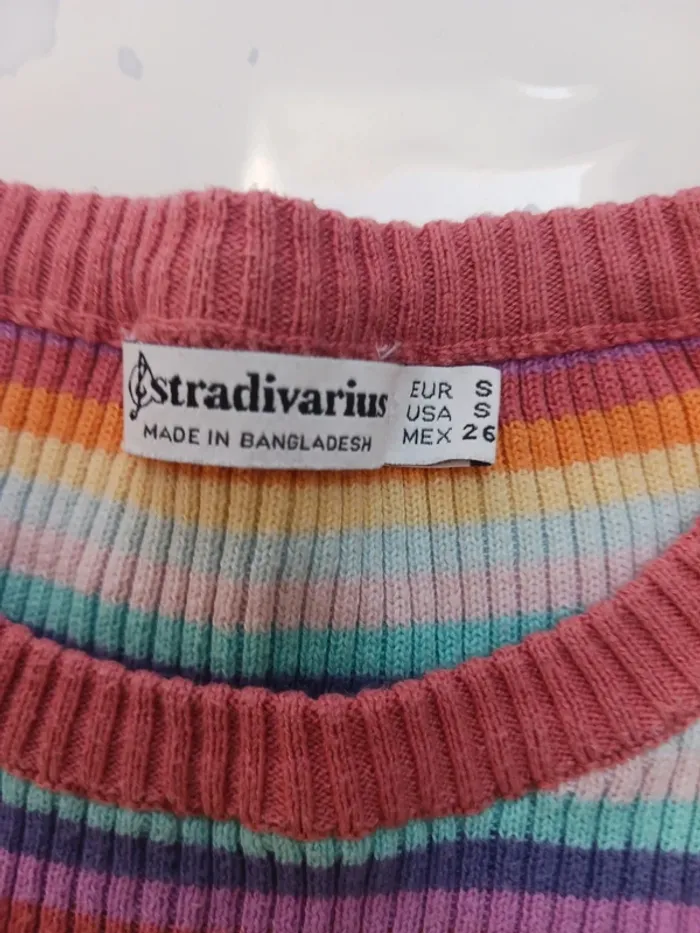 stradivarius
MADE IN BANGLADESH
EUR S
USA S
MEX 26